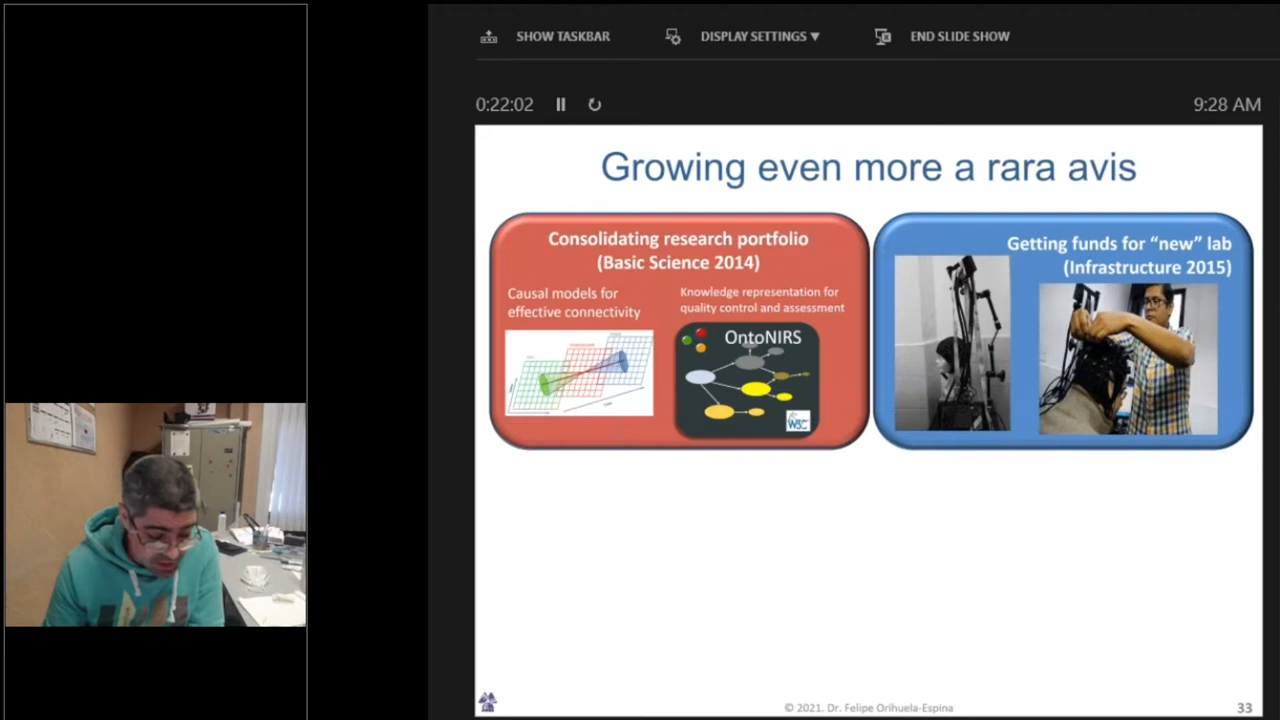 SHOW TASKBAR
DISPLAY SETTINGS ▼
END SLIDE SHOW
0:22:02
9:28 AM
Growing even more a rara avis
Consolidating research portfolio
(Basic Science 2014)
Causal models for
effective connectivity
Knowledge representation for
quality control and assessment
OntoNIRS
W3C
Getting funds for “new” lab
(Infrastructure 2015)
© 2021. Dr. Felipe Orihuela-Espina
33